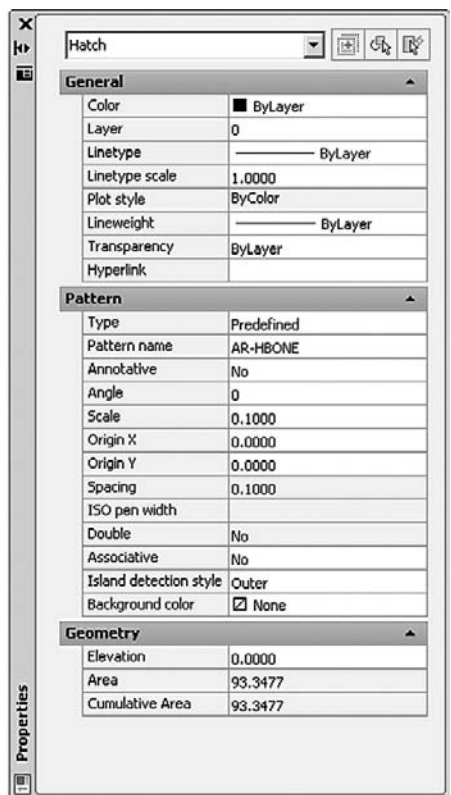 Hatch
General
Color ByLayer
Layer 0
Linetype ByLayer
Linetype scale 1.0000
Plot style ByColor
Lineweight ByLayer
Transparency ByLayer
Hyperlink
Pattern
Type Predefined
Pattern name AR-HBONE
Annotative No
Angle 0
Scale 0.1000
Origin X 0.0000
Origin Y 0.0000
Spacing 0.1000
ISO pen width
Double No
Associative No
Island detection style Outer
Background color None
Geometry
Elevation 0.0000
Area 93.3477
Cumulative Area 93.3477
Properties